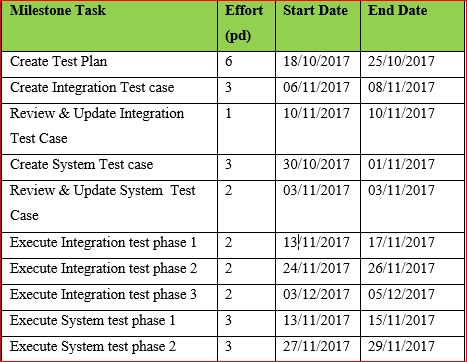 Milestone Task Effort (pd) Start Date End Date
Create Test Plan 6 18/10/2017 25/10/2017
Create Integration Test case 3 06/11/2017 08/11/2017
Review & Update Integration Test Case 1 10/11/2017 10/11/2017
Create System Test case 3 30/10/2017 01/11/2017
Review & Update System Test Case 2 03/11/2017 03/11/2017
Execute Integration test phase 1 2 13/11/2017 17/11/2017
Execute Integration test phase 2 2 24/11/2017 26/11/2017
Execute Integration test phase 3 2 03/12/2017 05/12/2017
Execute System test phase 1 3 13/11/2017 15/11/2017
Execute System test phase 2 3 27/11/2017 29/11/2017